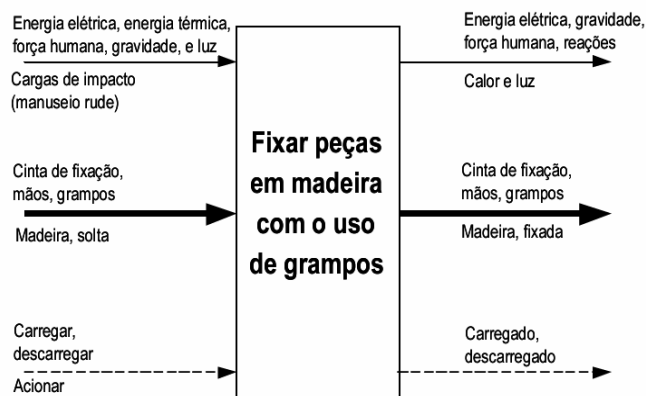 Energia elétrica, energia térmica,
força humana, gravidade, e luz
Cargas de impacto
(manuseio rude)
Cinta de fixação,
mãos, grampos
Madeira, solta
Carregar,
descarregar
Acionar
Fixar peças
em madeira
com o uso
de grampos
Energia elétrica, gravidade,
força humana, reações
Calor e luz
Cinta de fixação,
mãos, grampos
Madeira, fixada
Carregado,
descarregado